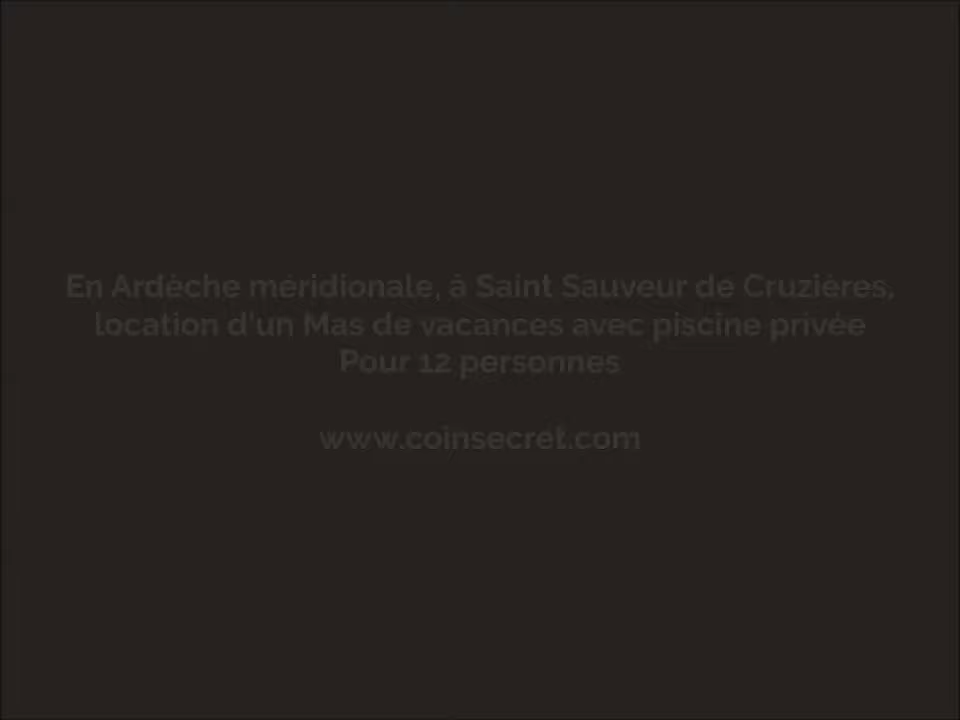 En Ardèche méridionale, à Saint Sauveur de Cruzières,
location d'un Mas de vacances avec piscine privée
Pour 12 personnes
www.coinsecret.com